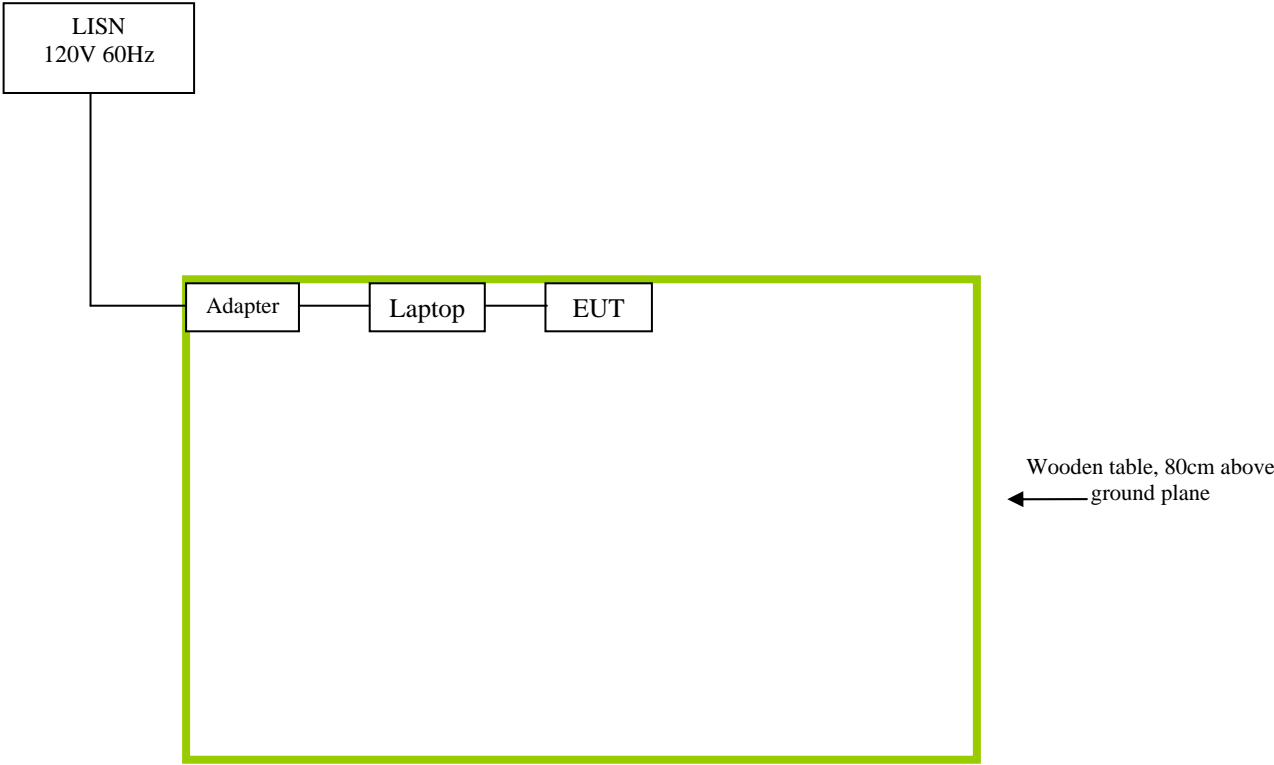 LISN
120V 60Hz
Adapter
Laptop
EUT
Wooden table, 80cm above
ground plane